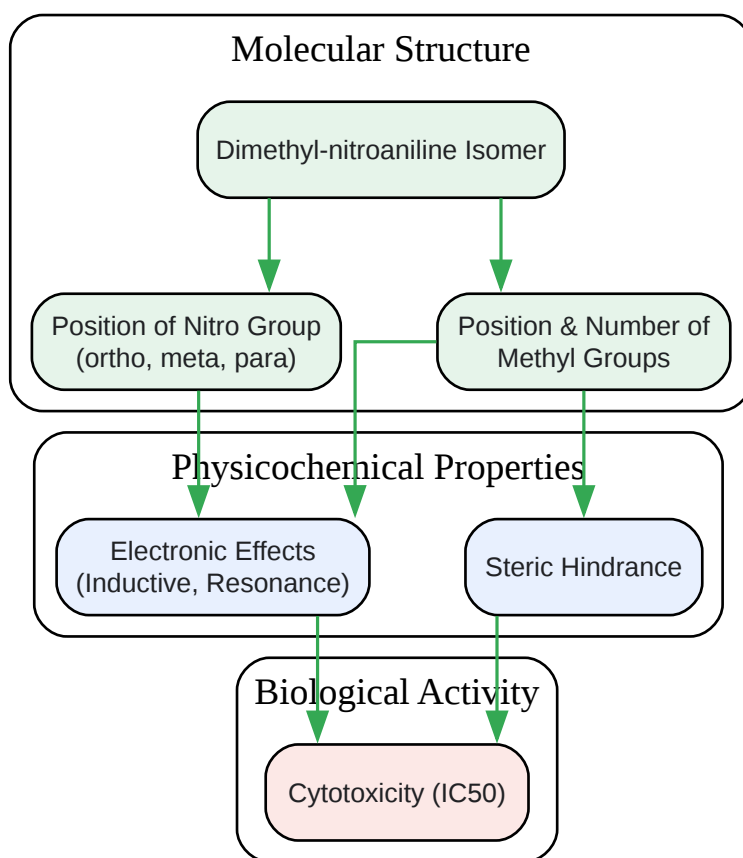 Molecular Structure
Dimethyl-nitroaniline Isomer
Position of Nitro Group
(ortho, meta, para)
Position & Number of
Methyl Groups
Physicochemical Properties
Electronic Effects
(Inductive, Resonance)
Steric Hindrance
Biological Activity
Cytotoxicity (IC50)